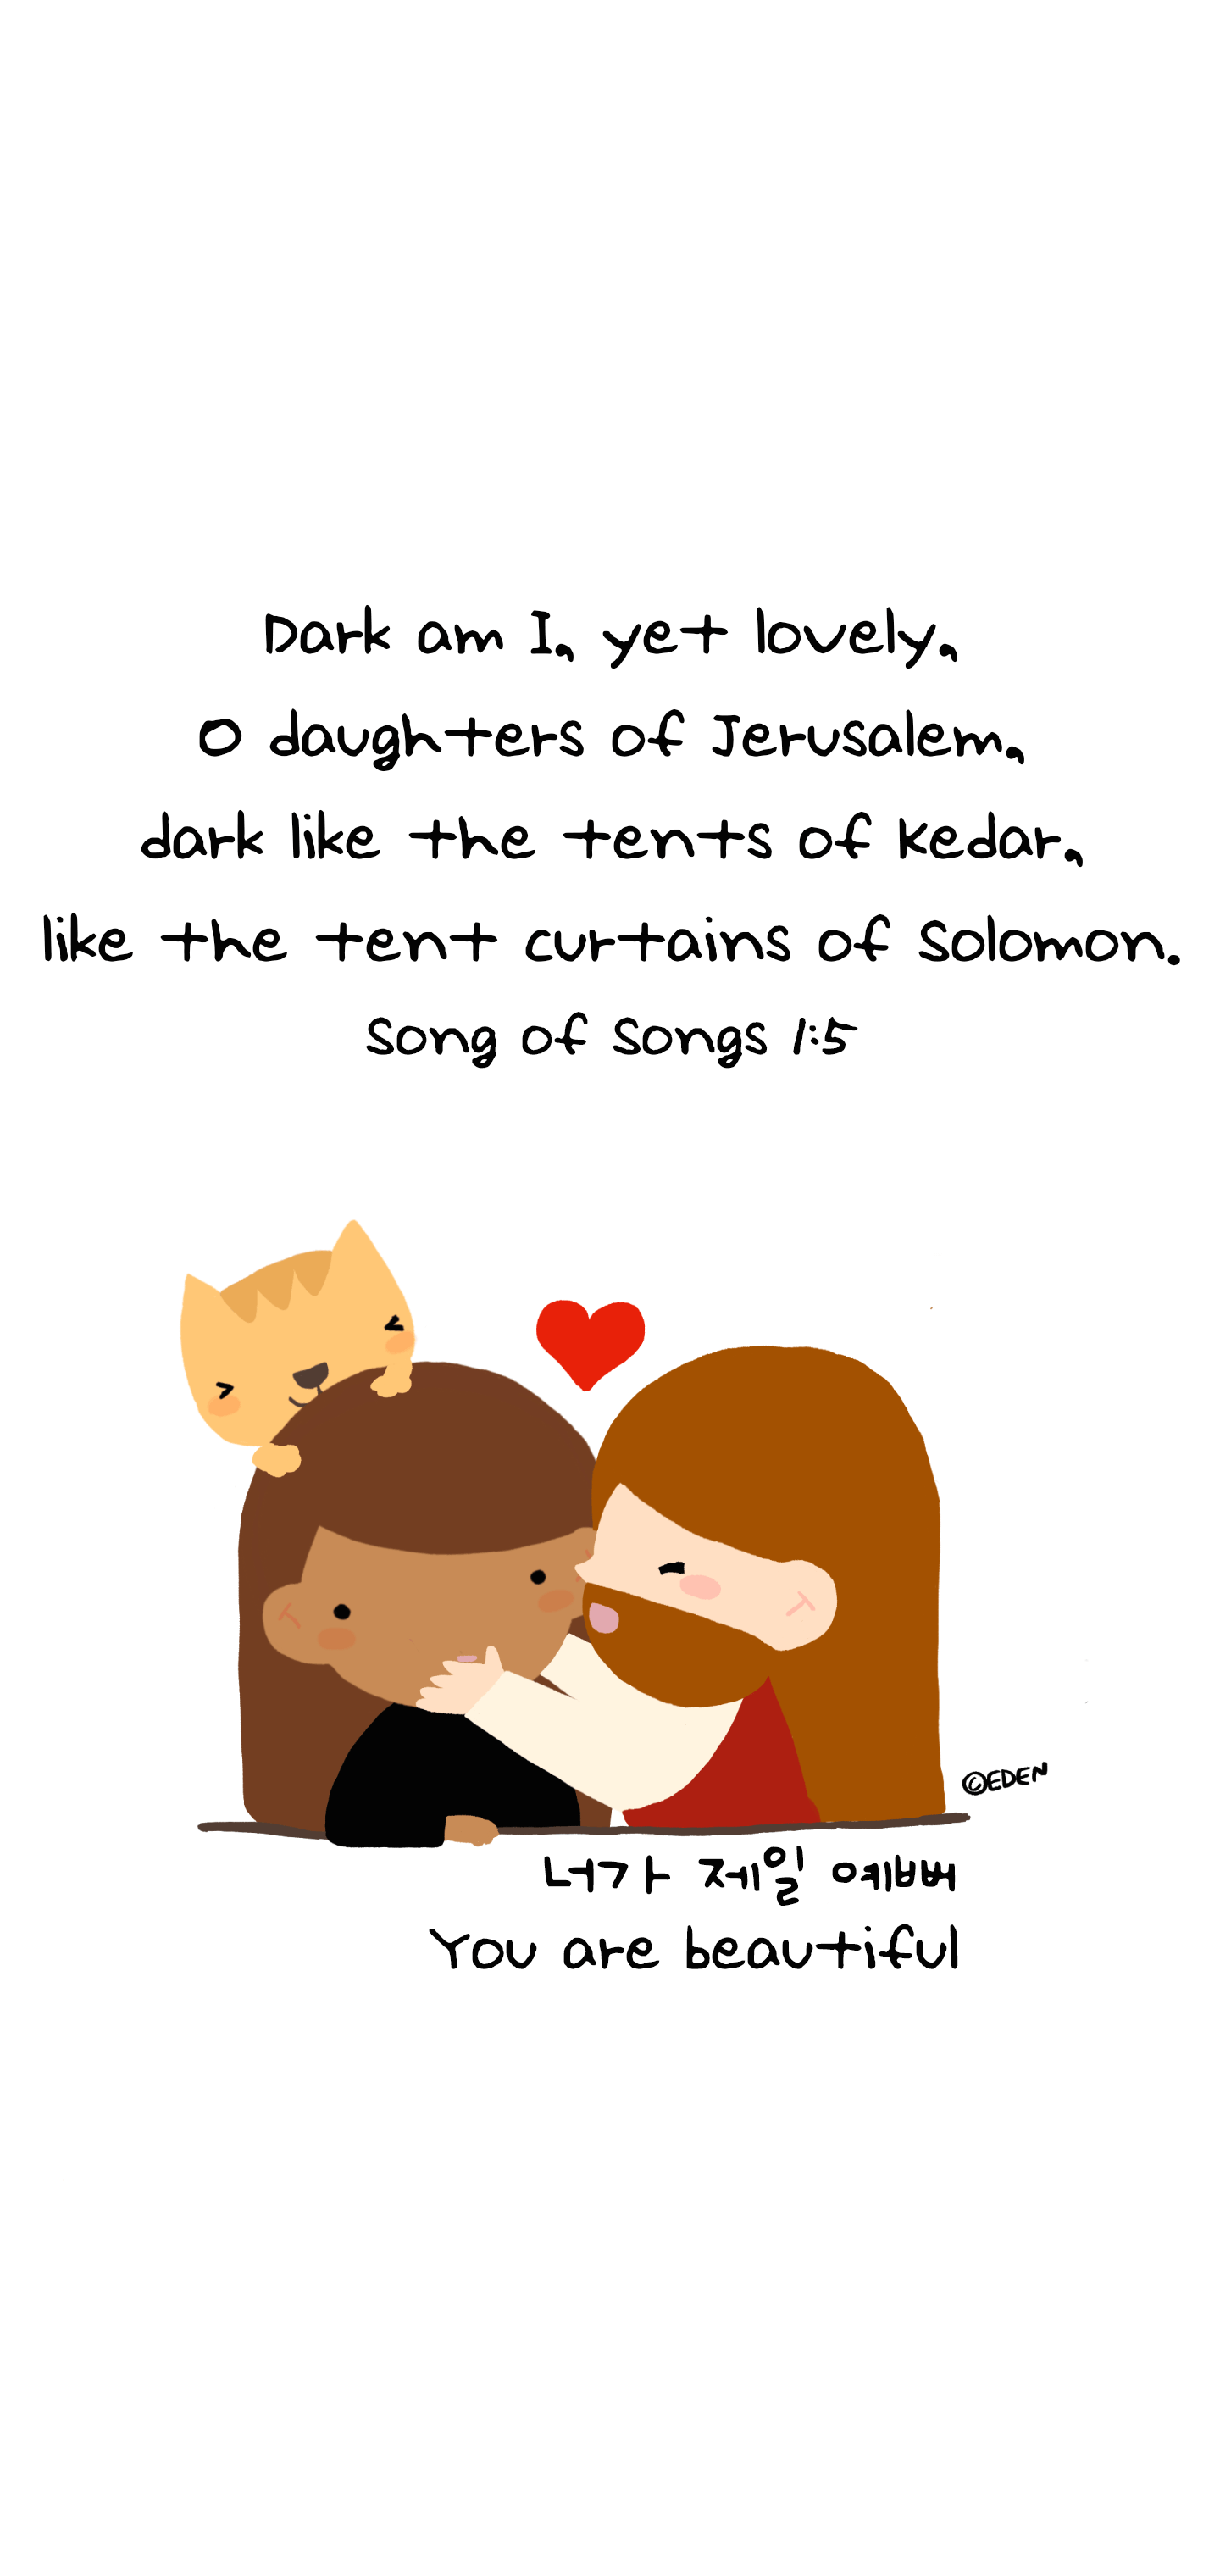 Dark am I, yet lovely,
O daughters of Jerusalem,
dark like the tents of Kedar,
like the tent curtains of Solomon.
Song of Songs 1:5
©EDEN
너가 제일 예뻐
You are beautiful